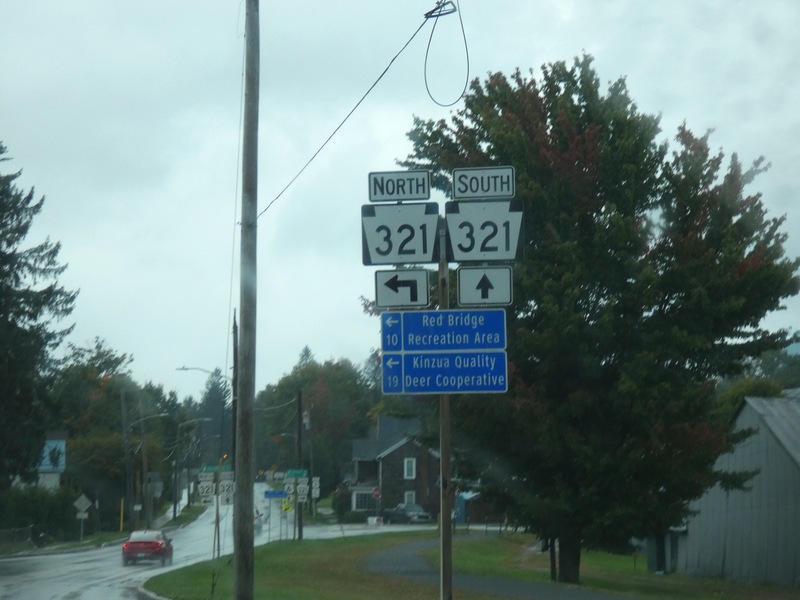 NORTH SOUTH
321 321
Red Bridge
10 Recreation Area
Kinzua Quality
19 Deer Cooperative